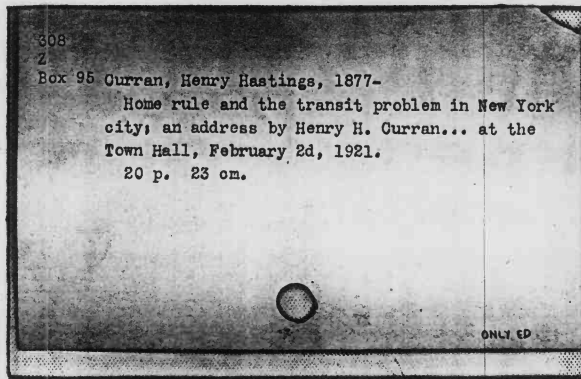 308
Z
Box 95 Curran, Henry Hastings, 1877-
Home rule and the transit problem in New York
city; an address by Henry H. Curran... at the
Town Hall, February 2d, 1921.
20 p. 23 cm.
ONLY ED